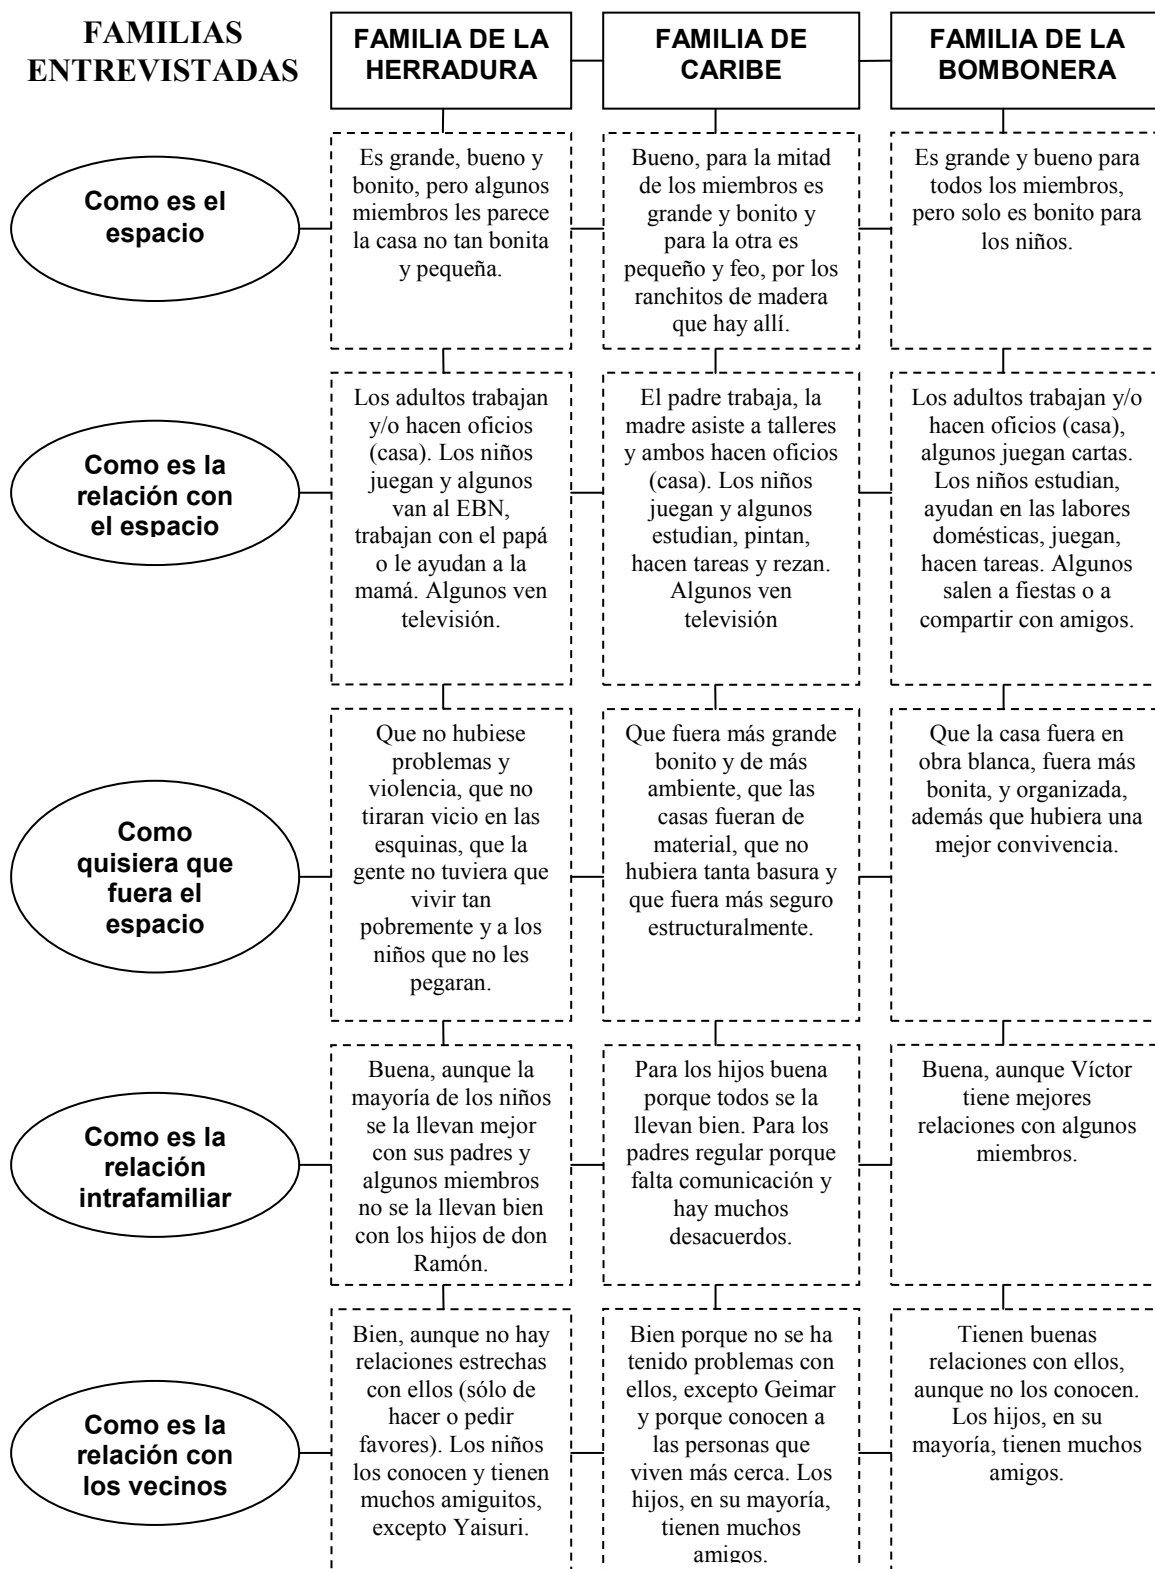 FAMILIAS
ENTREVISTADAS
FAMILIA DE LA
HERRADURA
FAMILIA DE
CARIBE
FAMILIA DE LA
BOMBONERA
Como es el
espacio
Es grande, bueno y
bonito, pero algunos
miembros les parece
la casa no tan bonita
y pequeña.
Bueno, para la mitad
de los miembros es
grande y bonito y
para la otra es
pequeño y feo, por los
ranchitos de madera
que hay allí.
Es grande y bueno para
todos los miembros,
pero solo es bonito para
los niños.
Como es la
relación con
el espacio
Los adultos trabajan
y/o hacen oficios
(casa). Los niños
juegan y algunos
van al EBN,
trabajan con el papá
o le ayudan a la
mamá. Algunos ven
televisión.
El padre trabaja, la
madre asiste a talleres
y ambos hacen oficios
(casa). Los niños
juegan y algunos
estudian, pintan,
hacen tareas y rezan.
Algunos ven
televisión
Los adultos trabajan y/o
hacen oficios (casa),
algunos juegan cartas.
Los niños estudian,
ayudan en las labores
domésticas, juegan,
hacen tareas. Algunos
salen a fiestas o a
compartir con amigos.
Como
quisiera que
fuera el
espacio
Que no hubiese
problemas y
violencia, que no
tiraran vicio en las
esquinas, que la
gente no tuviera que
vivir tan
pobremente y a los
niños que no les
pegaran.
Que fuera más grande
bonito y de más
ambiente, que las
casas fueran de
material, que no
hubiera tanta basura y
que fuera más seguro
estructuralmente.
Que la casa fuera en
obra blanca, fuera más
bonita, y organizada,
además que hubiera una
mejor convivencia.
Como es la
relación
intrafamiliar
Buena, aunque la
mayoría de los niños
se la llevan mejor
con sus padres y
algunos miembros
no se la llevan bien
con los hijos de don
Ramón.
Para los hijos buena
porque todos se la
llevan bien. Para los
padres regular porque
falta comunicación y
hay muchos
desacuerdos.
Buena, aunque Víctor
tiene mejores
relaciones con algunos
miembros.
Como es la
relación con
los vecinos
Bien, aunque no hay
relaciones estrechas
con ellos (sólo de
hacer o pedir
favores). Los niños
los conocen y tienen
muchos amiguitos,
excepto Yaisuri.
Bien porque no se ha
tenido problemas con
ellos, excepto Geimar
y porque conocen a
las personas que
viven más cerca. Los
hijos, en su mayoría,
tienen muchos
amigos.
Tienen buenas
relaciones con ellos,
aunque no los conocen.
Los hijos, en su
mayoría, tienen muchos
amigos.